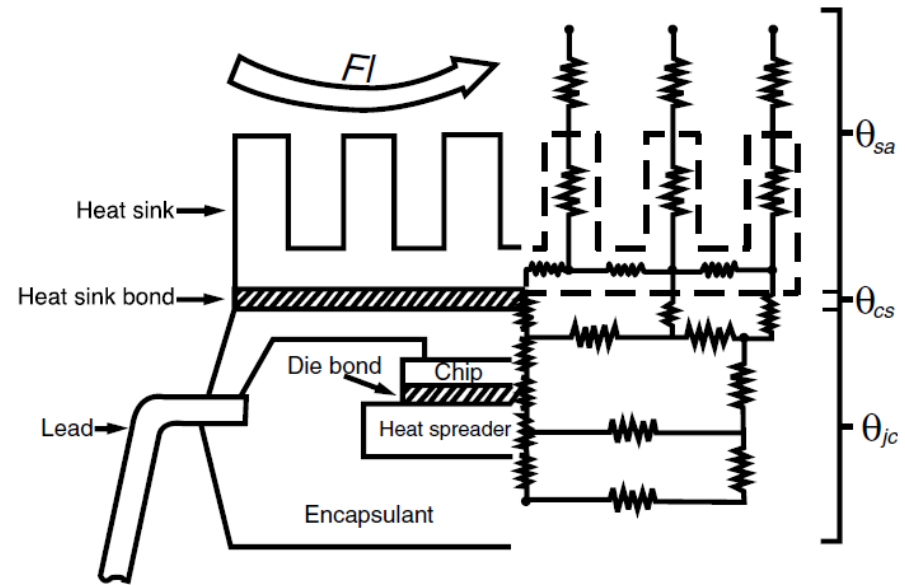 Fl
Heat sink
Heat sink bond
Die bond
Chip
Lead
Heat spreader
Encapsulant
θsa
θcs
θjc